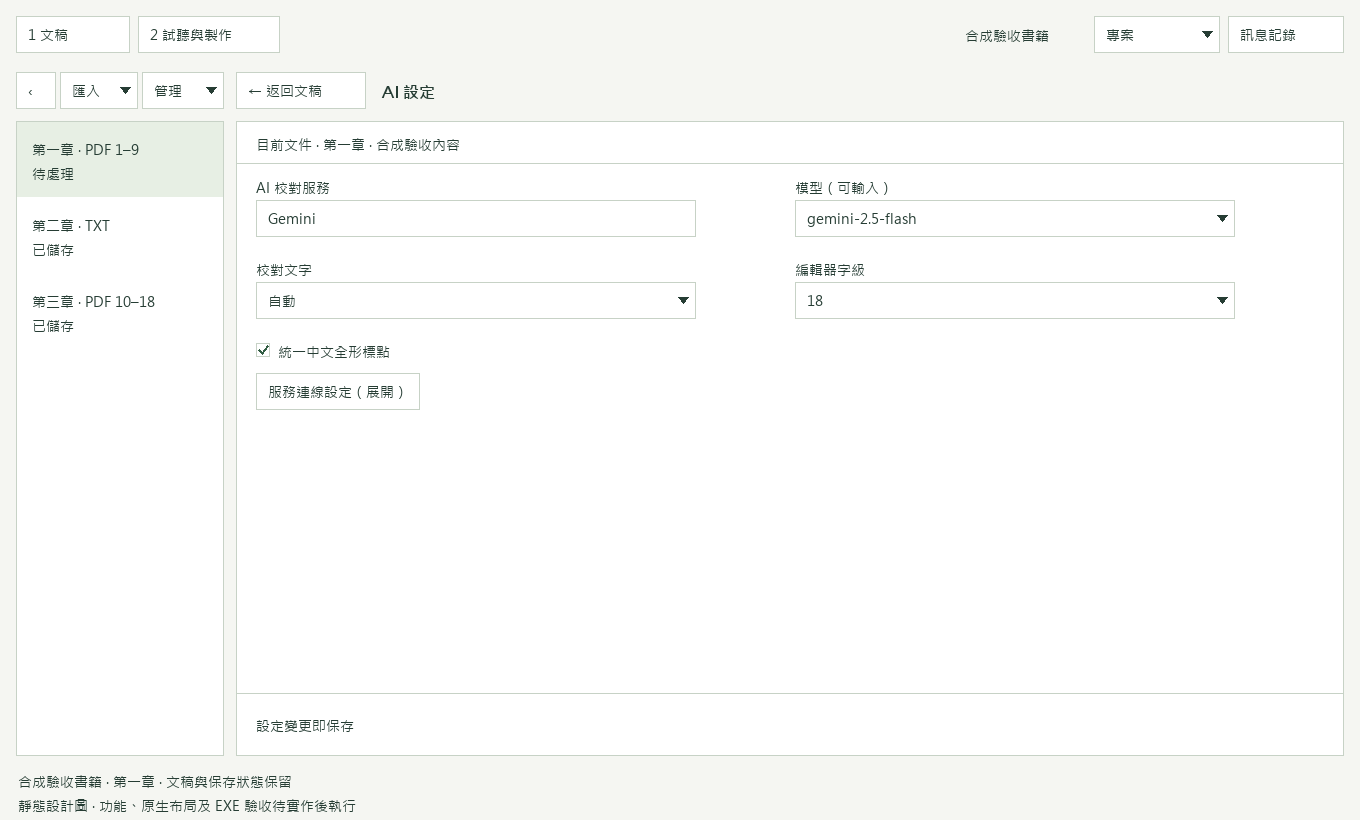 1 文稿
2 試聽與製作
合成驗收書籍
專案
訊息記錄
‹
匯入
管理
← 返回文稿
AI 設定
第一章 · PDF 1–9
待處理
第二章 · TXT
已儲存
第三章 · PDF 10–18
已儲存
目前文件 · 第一章 · 合成驗收內容
AI 校對服務
模型（可輸入）
Gemini
gemini-2.5-flash
校對文字
編輯器字級
自動
18
統一中文全形標點
服務連線設定（展開）
設定變更即保存
合成驗收書籍 · 第一章 · 文稿與保存狀態保留
靜態設計圖 · 功能、原生布局及 EXE 驗收待實作後執行